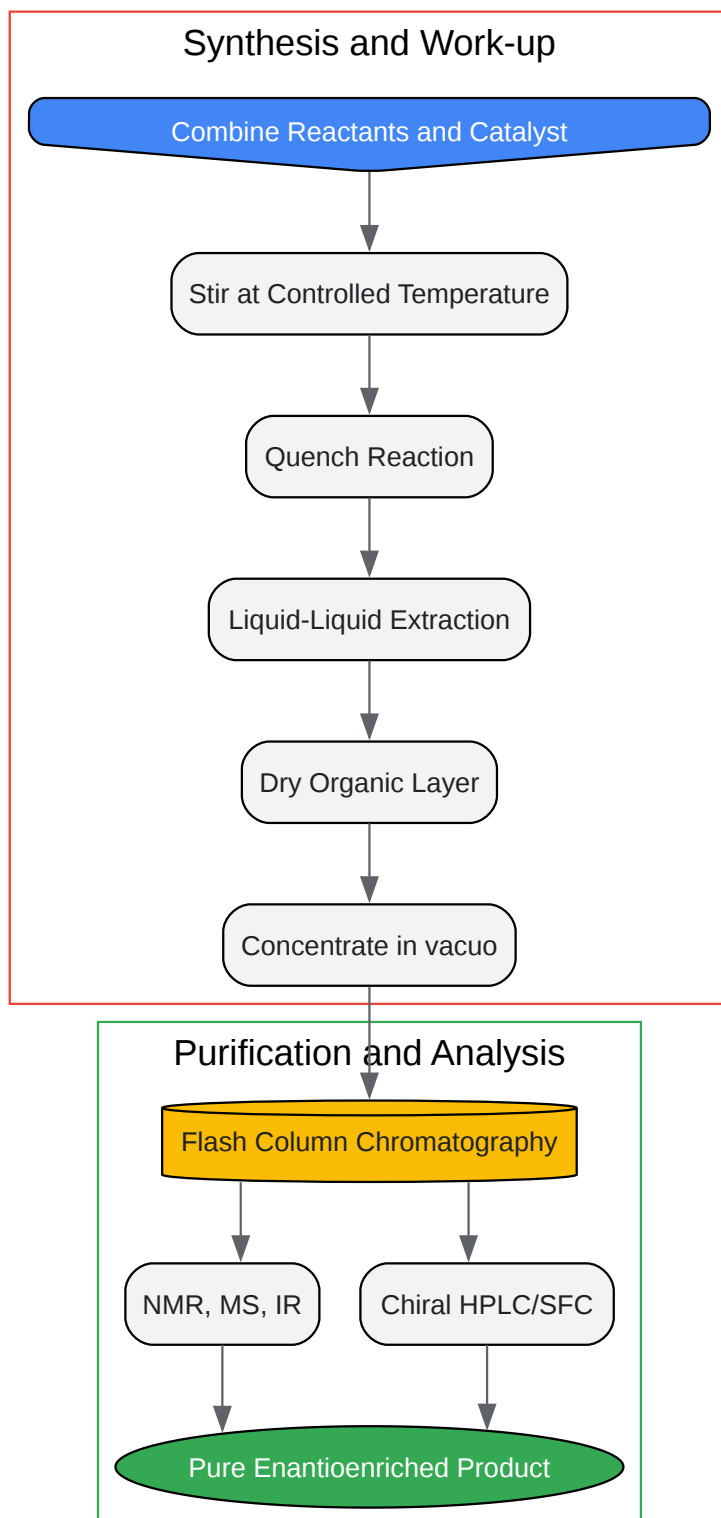 Synthesis and Work-up
Combine Reactants and Catalyst
Stir at Controlled Temperature
Quench Reaction
Liquid-Liquid Extraction
Dry Organic Layer
Concentrate in vacuo
Purification and Analysis
Flash Column Chromatography
NMR, MS, IR
Chiral HPLC/SFC
Pure Enantioenriched Product